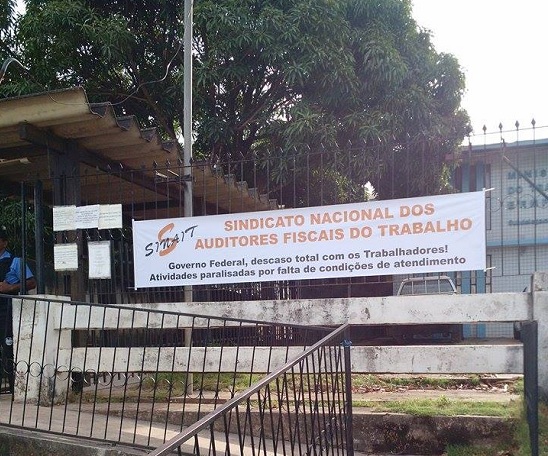 SINAIT
SINDICATO NACIONAL DOS
AUDITORES FISCAIS DO TRABALHO
Governo Federal, descaso total com os Trabalhadores!
Atividades paralisadas por falta de condições de atendimento